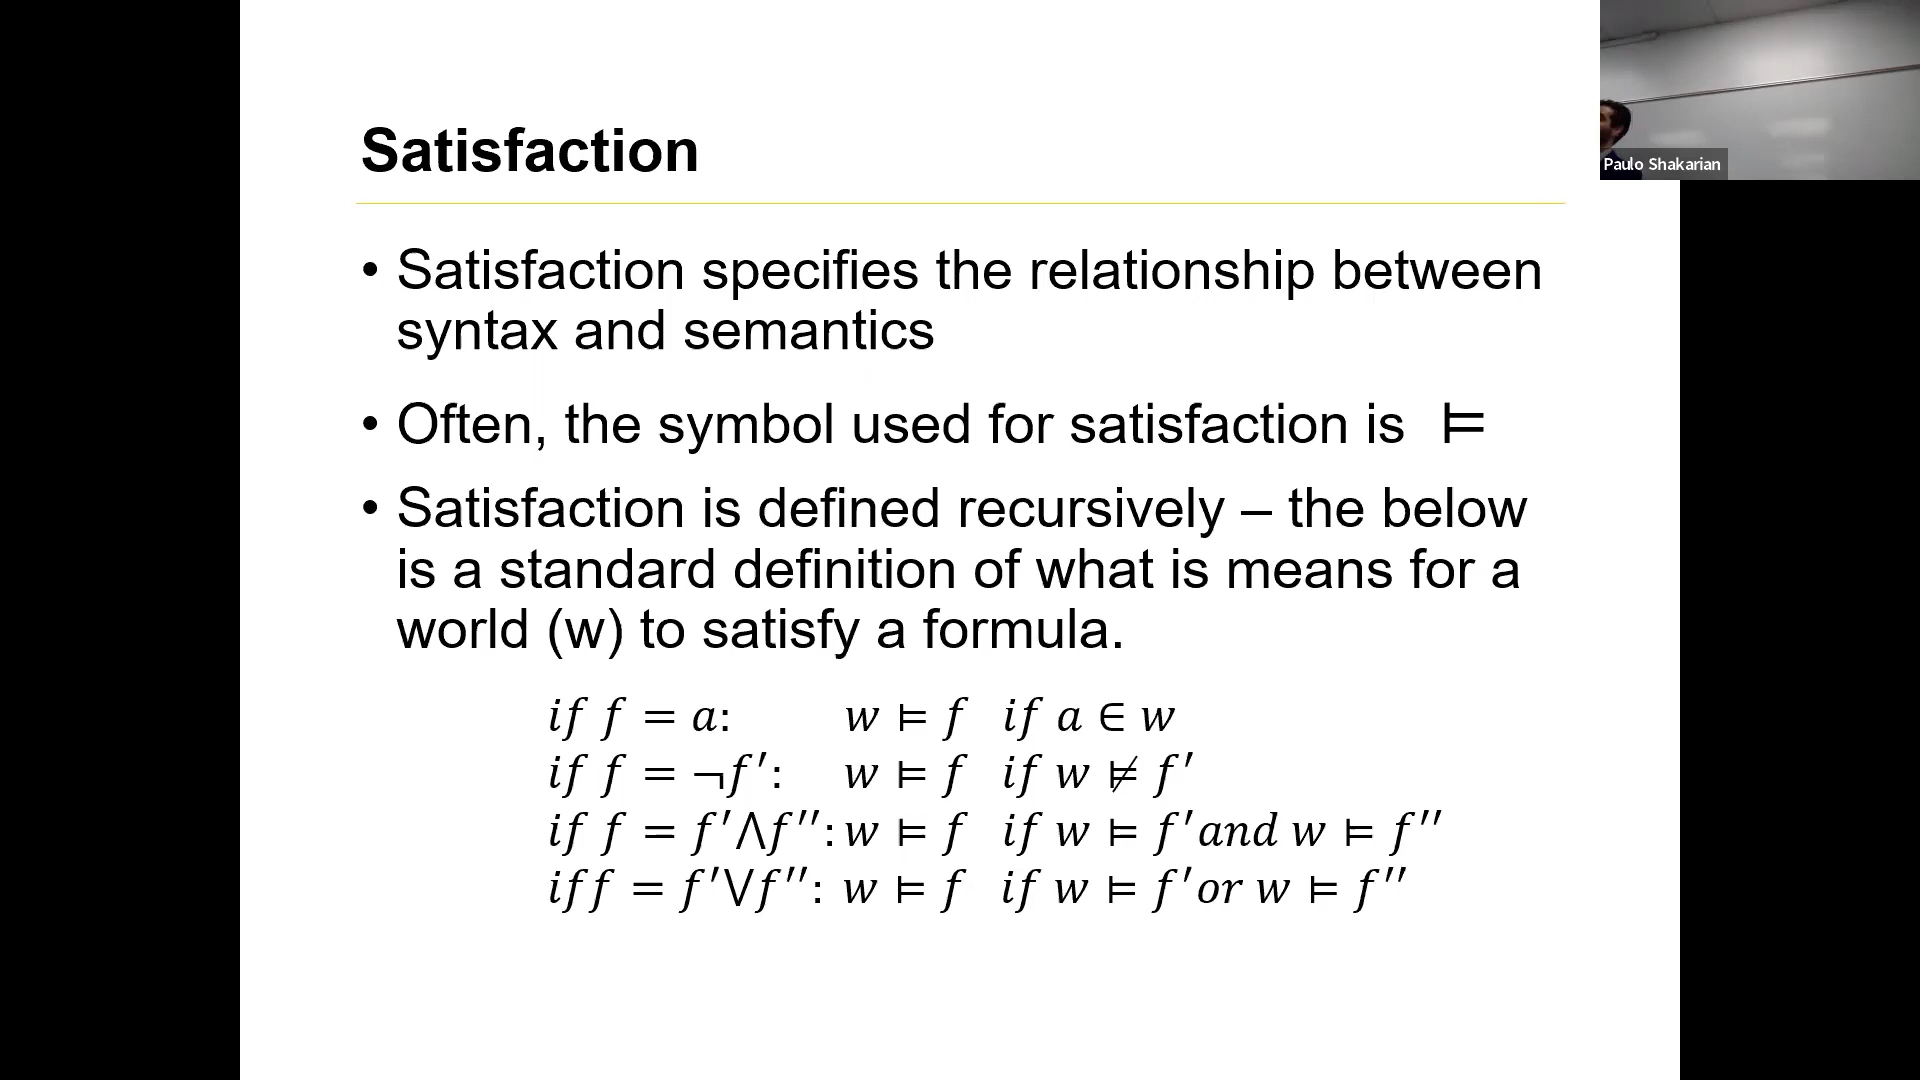 Satisfaction
Paulo Shakarian
• Satisfaction specifies the relationship between
syntax and semantics
• Often, the symbol used for satisfaction is ⊨
• Satisfaction is defined recursively – the below
is a standard definition of what is means for a
world (w) to satisfy a formula.
if f = a: w ⊨ f if a ∈ w
if f = ¬f′: w ⊨ f if w ⊭ f′
if f = f′⋀f′′: w ⊨ f if w ⊨ f′and w ⊨ f′′
iff = f′⋁f′′: w ⊨ f if w ⊨ f′or w ⊨ f′′